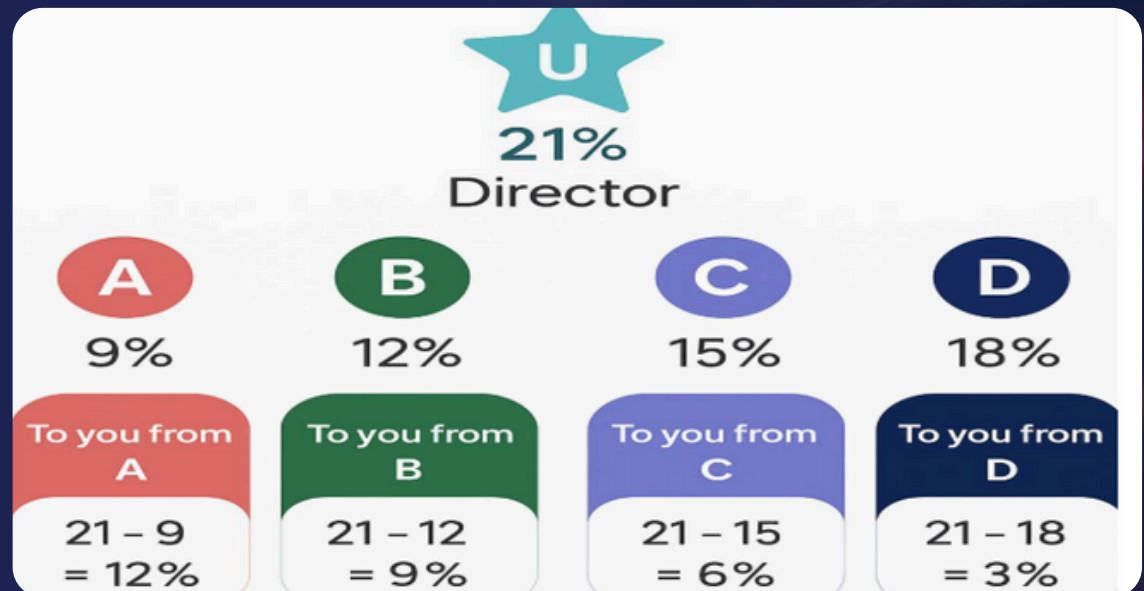 U
21%
Director
A
B
C
D
9%
12%
15%
18%
To you from
A
21 – 9
= 12%
To you from
B
21 – 12
= 9%
To you from
C
21 – 15
= 6%
To you from
D
21 – 18
= 3%